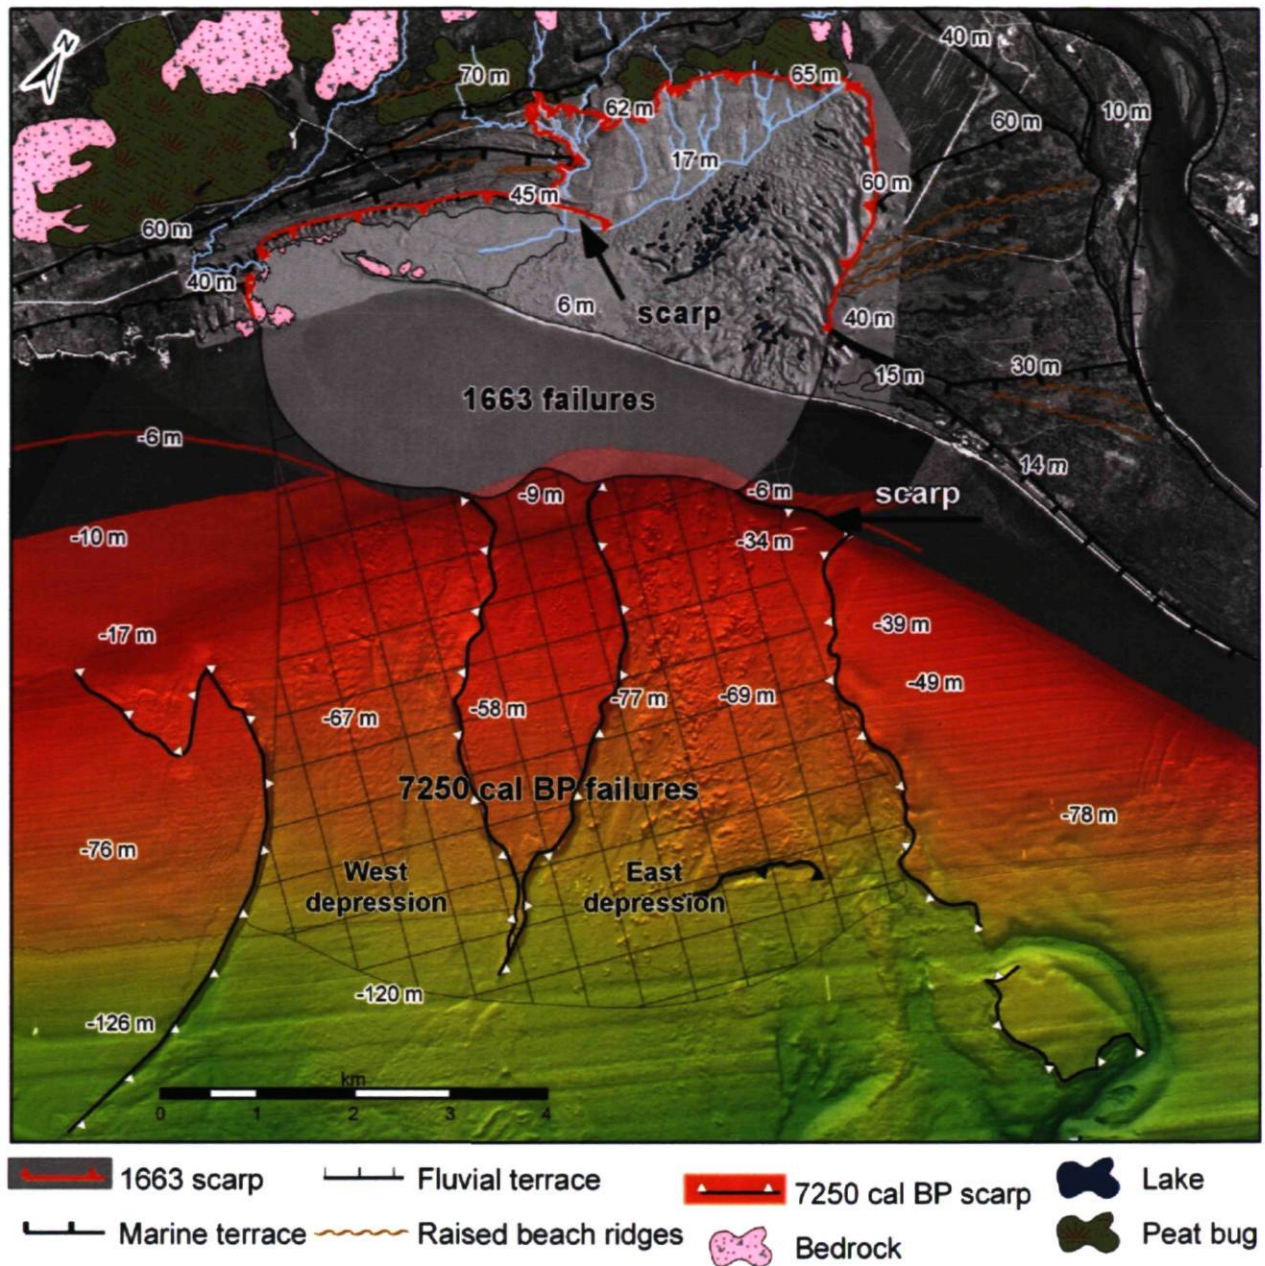 N
40 m
70 m
65 m
62 m
10 m
60 m
17 m
60 m
45 m
60 m
40 m
6 m
scarp
40 m
30 m
15 m
1663 failures
-6 m
14 m
-9 m
-6 m
scarp
-10 m
-34 m
-17 m
-39 m
-49 m
-67 m
-58 m
-77 m
-69 m
7250 cal BP failures
-78 m
-76 m
West
depression
East
depression
-120 m
-126 m
km
0 1 2 3 4
1663 scarp
Fluvial terrace
7250 cal BP scarp
Lake
Marine terrace
Raised beach ridges
Bedrock
Peat bug